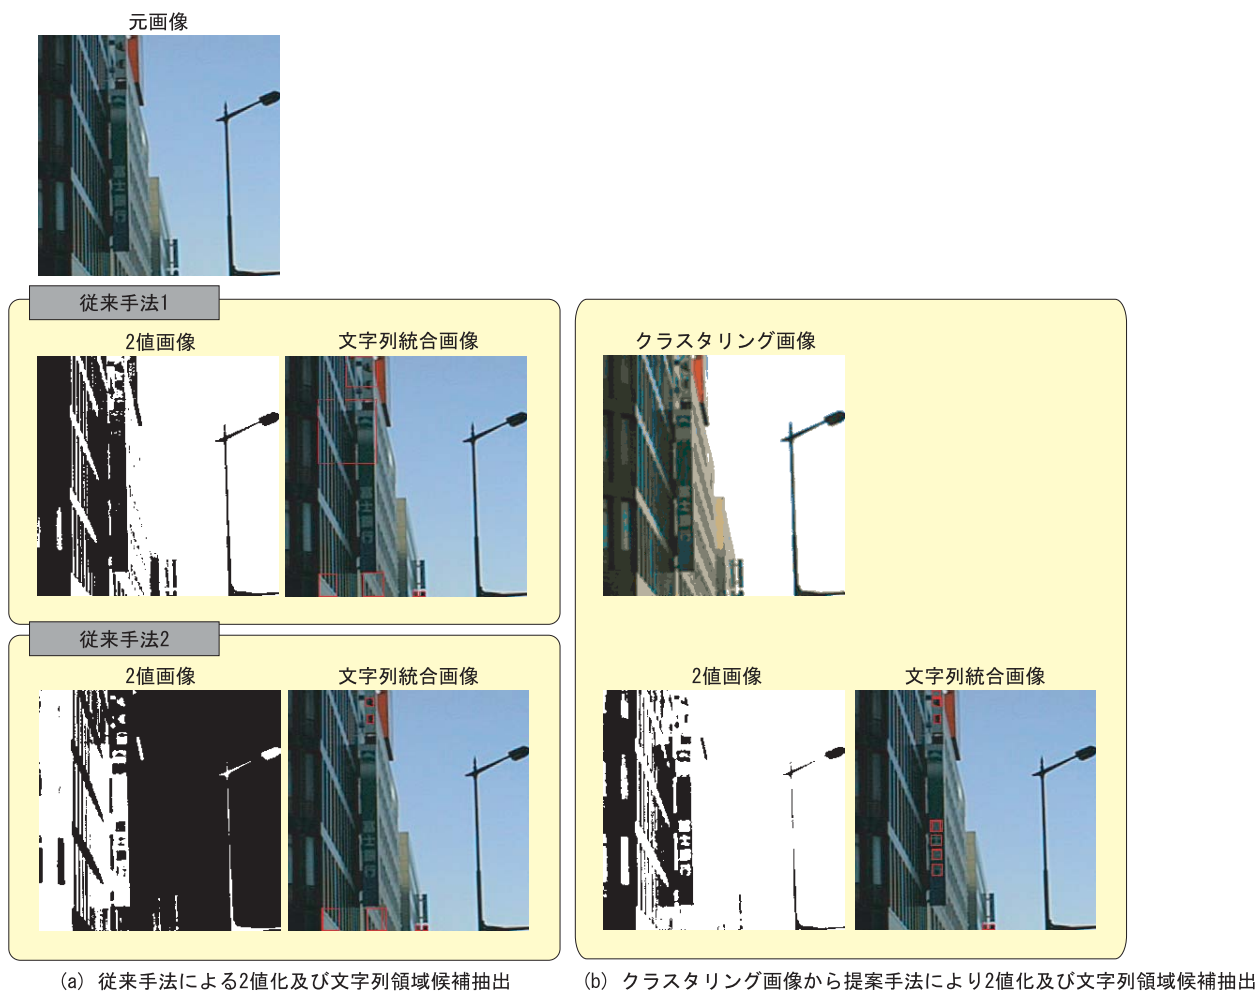 元画像
従来手法1
2値画像
文字列統合画像
クラスタリング画像
従来手法2
2値画像
文字列統合画像
2値画像
文字列統合画像
(a) 従来手法による2値化及び文字列領域候補抽出
(b) クラスタリング画像から提案手法により2値化及び文字列領域候補抽出